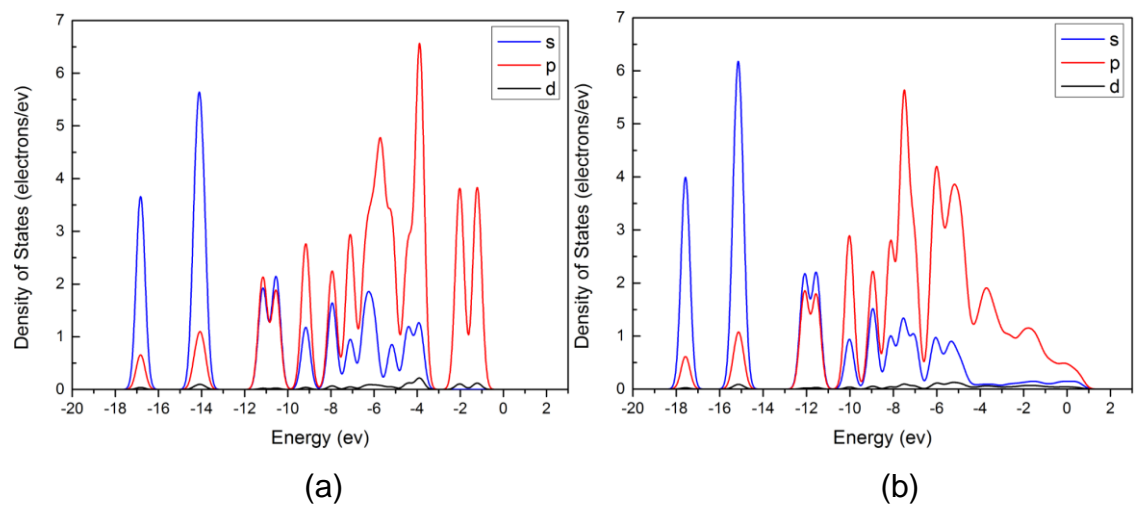 7
6
5
4
3
2
1
0
Density of States (electrons/ev)
-20 -18 -16 -14 -12 -10 -8 -6 -4 -2 0 2
Energy (ev)
s
p
d
(a)
7
6
5
4
3
2
1
0
Density of States (electrons/ev)
-20 -18 -16 -14 -12 -10 -8 -6 -4 -2 0 2
Energy (ev)
s
p
d
(b)